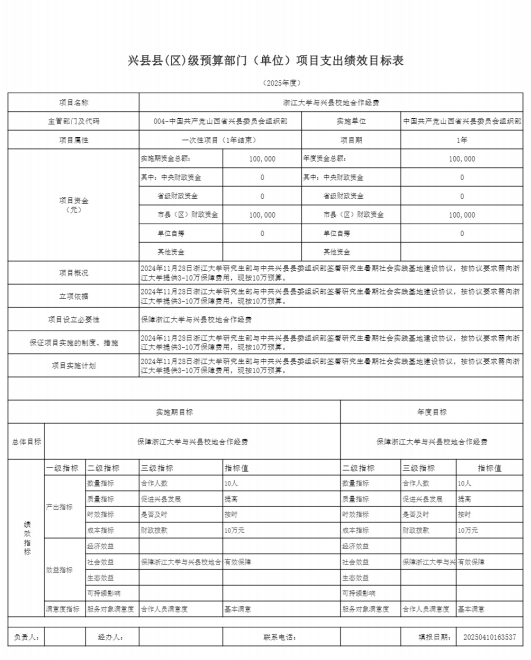 兴县县(区)级预算部门（单位）项目支出绩效目标表
（2025年度）
项目名称 浙江大学与兴县校地合作经费
主管部门及代码 004-中国共产党山西省兴县委员会组织部 实施单位 中国共产党山西省兴县委员会组织部
项目属性 一次性项目（1年结束） 项目期 1年
项目资金（元） 实施期资金总额: 100,000 年度资金总额: 100,000
其中: 中央财政资金 0 其中: 中央财政资金 0
省级财政资金 0 省级财政资金 0
市县（区）财政资金 100,000 市县（区）财政资金 100,000
单位自筹 0 单位自筹 0
其他资金 其他资金
项目概况 2024年11月28日浙江大学研究生部与中共兴县县委组织部签署研究生暑期社会实践基地建设协议, 按协议要求需向浙
江大学提供3-10万保障费用, 现按10万预算。
立项依据 2024年11月28日浙江大学研究生部与中共兴县县委组织部签署研究生暑期社会实践基地建设协议, 按协议要求需向浙
江大学提供3-10万保障费用, 现按10万预算。
项目设立必要性 保障浙江大学与兴县校地合作经费
保证项目实施的制度、措施 2024年11月28日浙江大学研究生部与中共兴县县委组织部签署研究生暑期社会实践基地建设协议, 按协议要求需向浙
江大学提供3-10万保障费用, 现按10万预算。
项目实施计划 2024年11月28日浙江大学研究生部与中共兴县县委组织部签署研究生暑期社会实践基地建设协议, 按协议要求需向浙
江大学提供3-10万保障费用, 现按10万预算。
实施期目标 年度目标
总体目标 保障浙江大学与兴县校地合作经费 保障浙江大学与兴县校地合作经费
绩效指标 一级指标 二级指标 三级指标 指标值 二级指标 三级指标 指标值
产出指标 数量指标 合作人数 10人 数量指标 合作人数 10人
质量指标 促进兴县发展 提高 质量指标 促进兴县发展 提高
时效指标 是否及时 按时 时效指标 是否及时 按时
成本指标 财政拨款 10万元 成本指标 财政拨款 10万元
效益指标 经济效益 经济效益
社会效益 保障浙江大学与兴县校地合 有效保障 社会效益 保障浙江大学与兴 有效保障
生态效益 生态效益
可持续影响 可持续影响
满意度指标 服务对象满意度 合作人员满意度 基本满意 服务对象满意度 合作人员满意度 基本满意
负责人: 经办人: 联系电话: 填报日期: 20250410163537